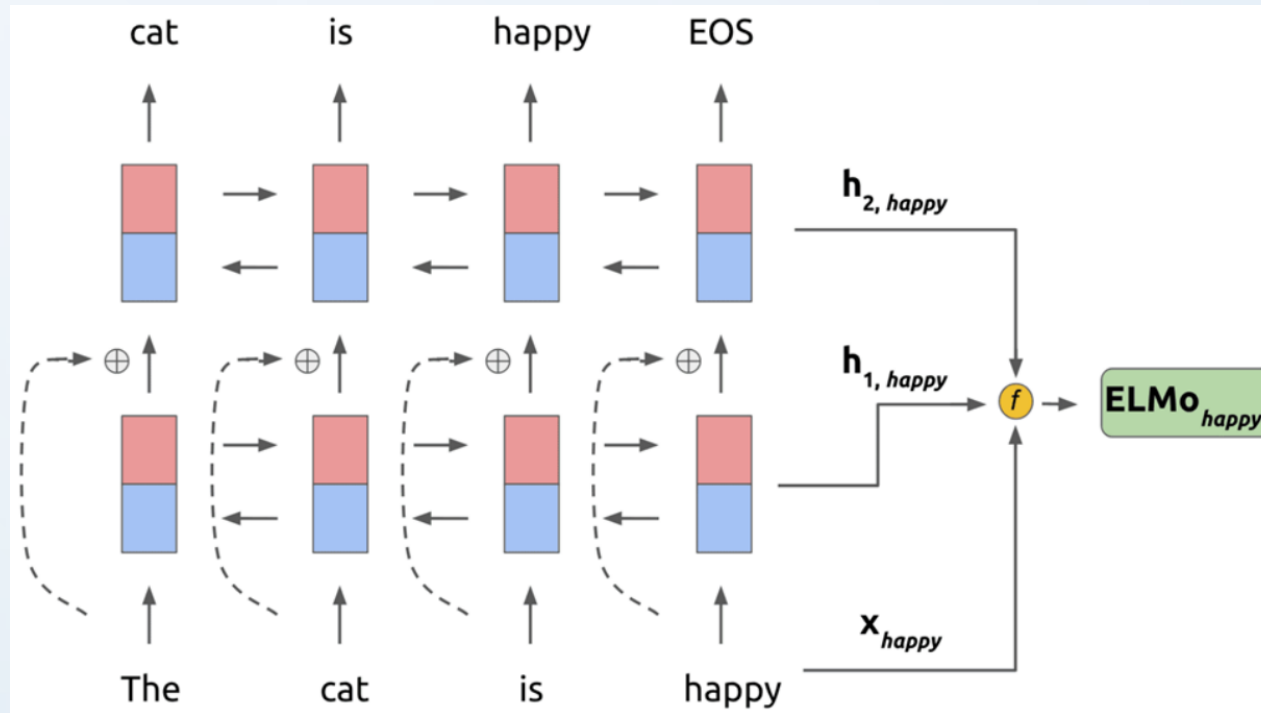 cat is happy EOS
h2, happy
h1, happy
f
ELMohappy
xhappy
The cat is happy